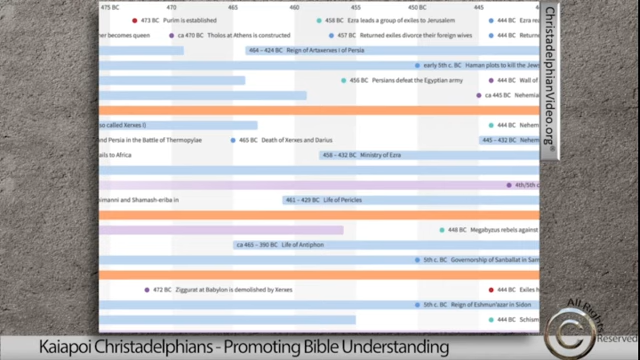 475 BC 470 465 460 455 450 445
473 BC Purim is established
458 BC Ezra leads a group of exiles to Jerusalem
444 BC Ezra rea
her becomes queen
ca 470 BC Tholos at Athens is constructed
457 BC Returned exiles divorce their foreign wives
444 BC Returne
464 – 424 BC Reign of Artaxerxes I of Persia
early 5th c. BC Haman plots to kill the Jews
456 BC Persians defeat the Egyptian army
444 BC Wall of
ca 445 BC Nehemia
so called Xerxes I)
444 BC Nehem
and Persia in the Battle of Thermopylae
465 BC Death of Xerxes and Darius
445 – 432 BC Nehem
ails to Africa
458 – 432 BC Ministry of Ezra
4th/5th c
imanni and Shamash-eriba in
461 – 429 BC Life of Pericles
448 BC Megabyzus rebels against
ca 465 – 390 BC Life of Antiphon
5th c. BC Governorship of Sanballat in Sam
472 BC Ziggurat at Babylon is demolished by Xerxes
444 BC Exiles
5th c. BC Reign of Eshmun'azar in Sidon
444 BC Schism
ChristadelphianVideo.org®
Kaiapoi Christadelphians - Promoting Bible Understanding
All Rights
Reserved